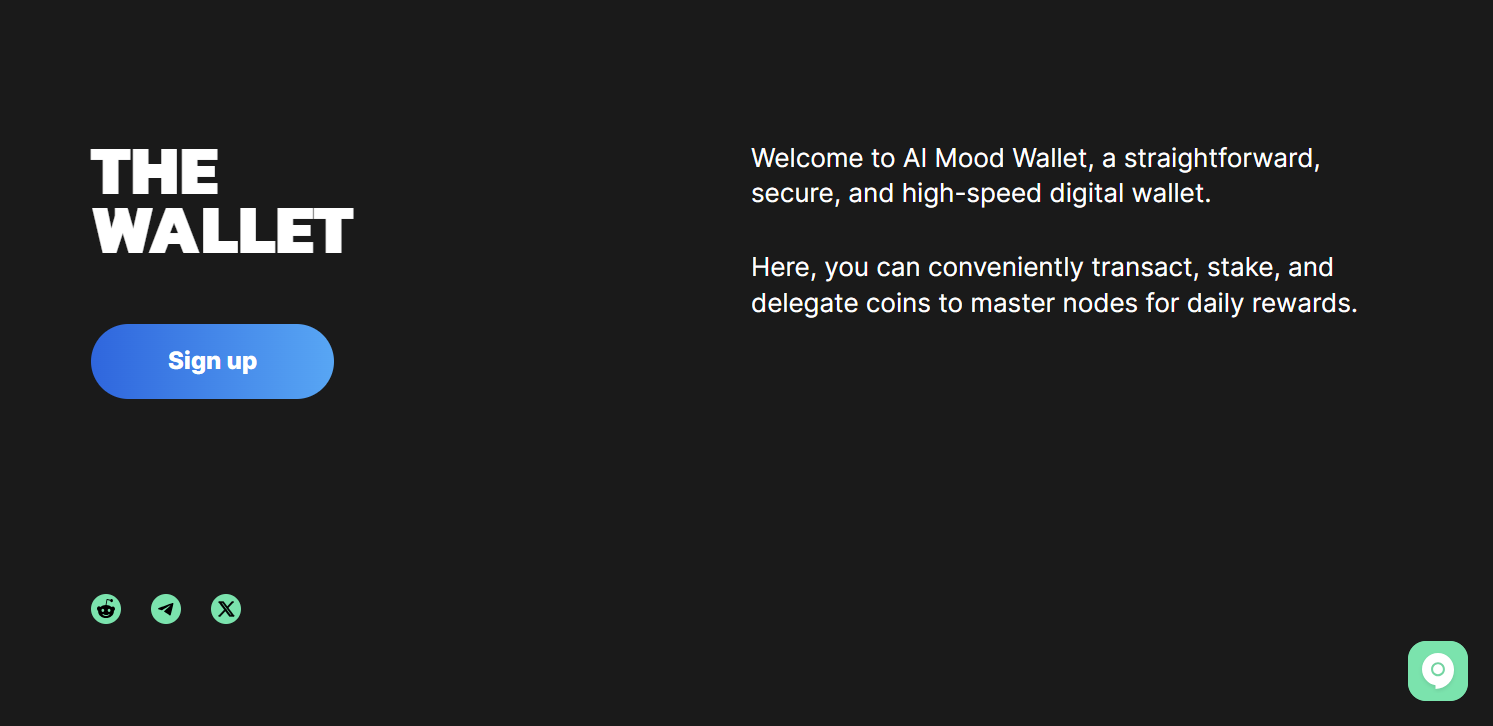 THE
WALLET
Sign up
Welcome to AI Mood Wallet, a straightforward,
secure, and high-speed digital wallet.
Here, you can conveniently transact, stake, and
delegate coins to master nodes for daily rewards.